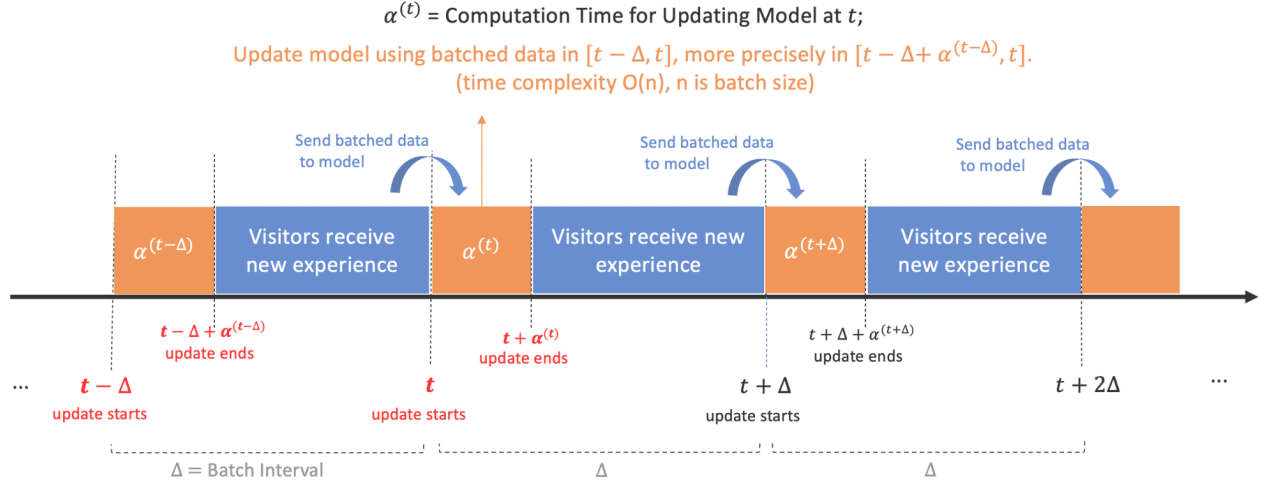 α^(t) = Computation Time for Updating Model at t;
Update model using batched data in [t − Δ, t], more precisely in [t − Δ+ α^(t−Δ), t].
(time complexity O(n), n is batch size)
Send batched data
to model
Send batched data
to model
Send batched data
to model
α^(t−Δ)
Visitors receive
new experience
α^(t)
Visitors receive new
experience
α^(t+Δ)
Visitors receive
new experience
t − Δ + α^(t−Δ)
update ends
t + α^(t)
update ends
t + Δ + α^(t+Δ)
update ends
... t − Δ t t + Δ t + 2Δ ...
update starts update starts update starts
Δ = Batch Interval Δ Δ